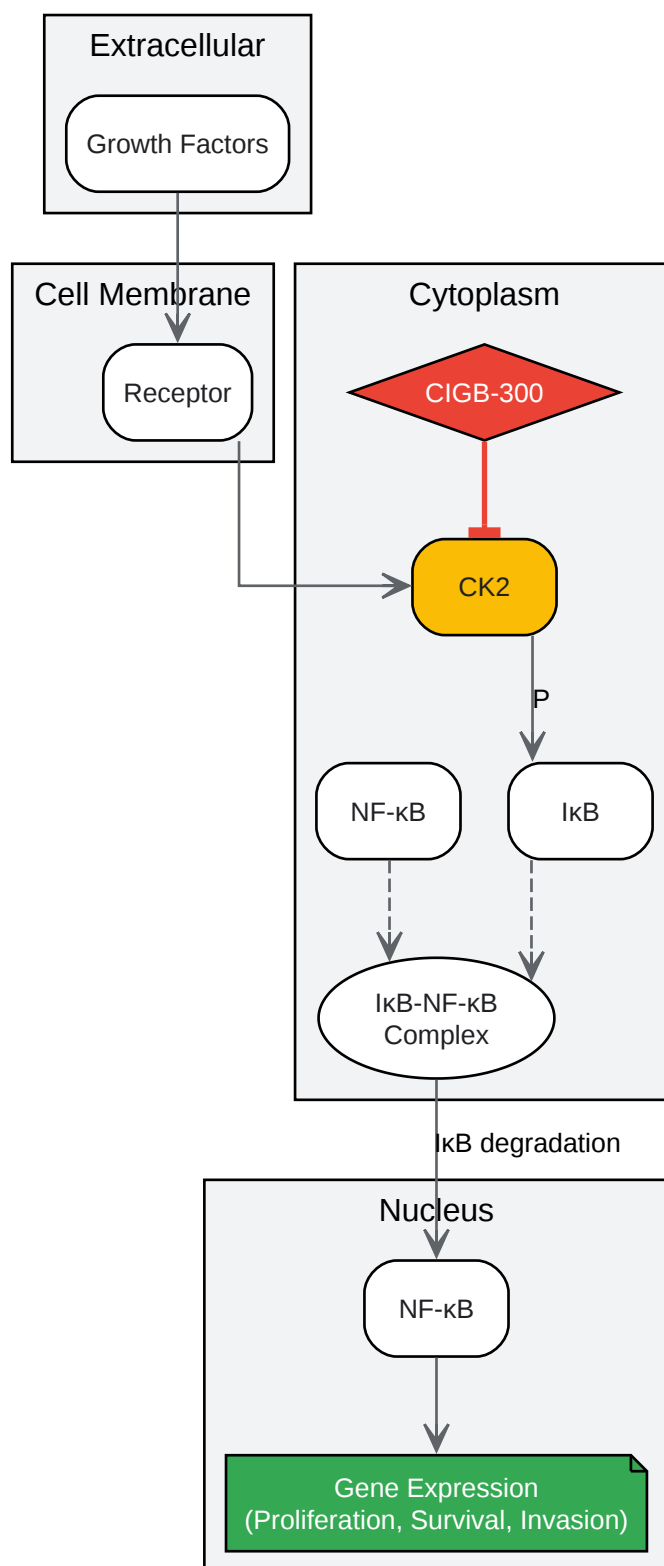 Extracellular
Growth Factors
Cell Membrane
Receptor
Cytoplasm
CIGB-300
CK2
P
NF-κB
IκB
IκB-NF-κB
Complex
IκB degradation
Nucleus
NF-κB
Gene Expression
(Proliferation, Survival, Invasion)